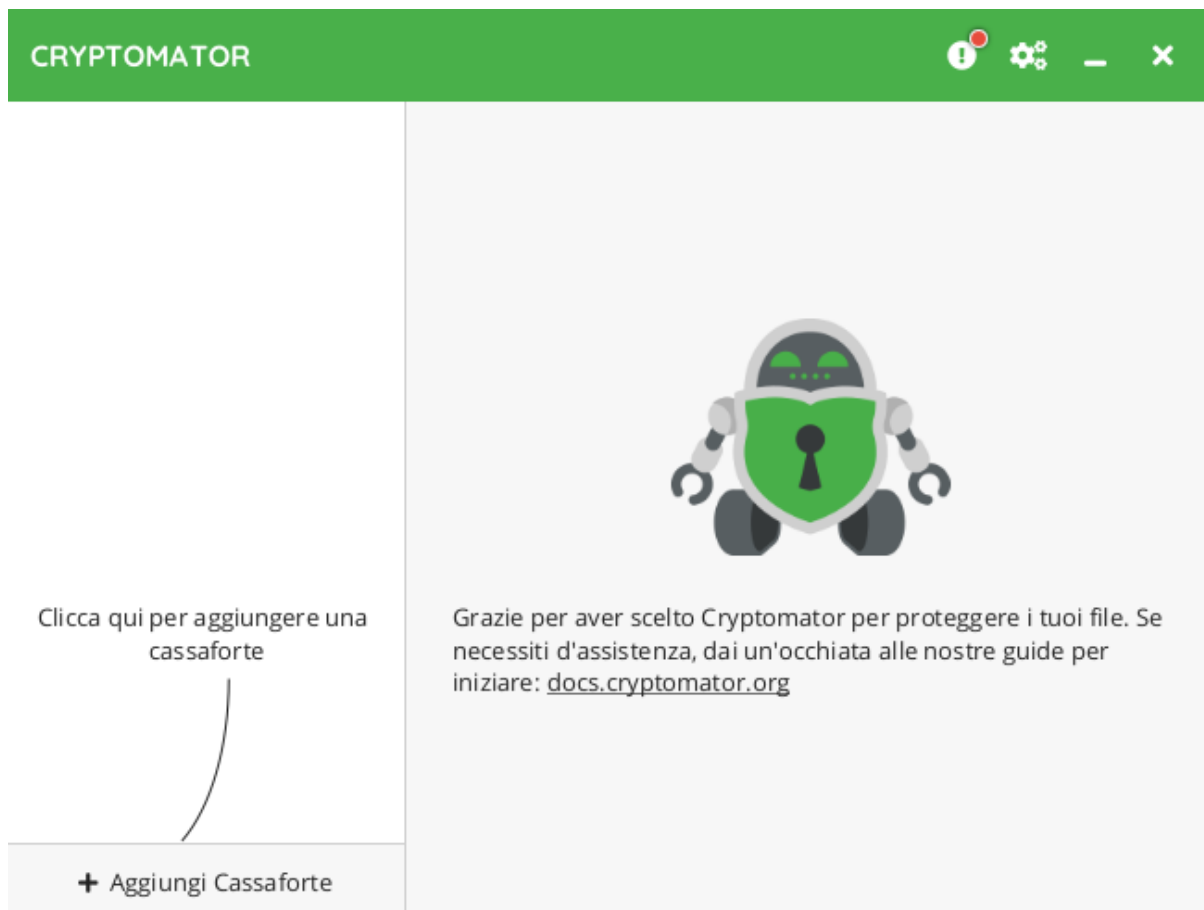 CRYPTOMATOR
Clicca qui per aggiungere una
cassaforte
+ Aggiungi Cassaforte
Grazie per aver scelto Cryptomator per proteggere i tuoi file. Se
necessiti d'assistenza, dai un'occhiata alle nostre guide per
iniziare: docs.cryptomator.org